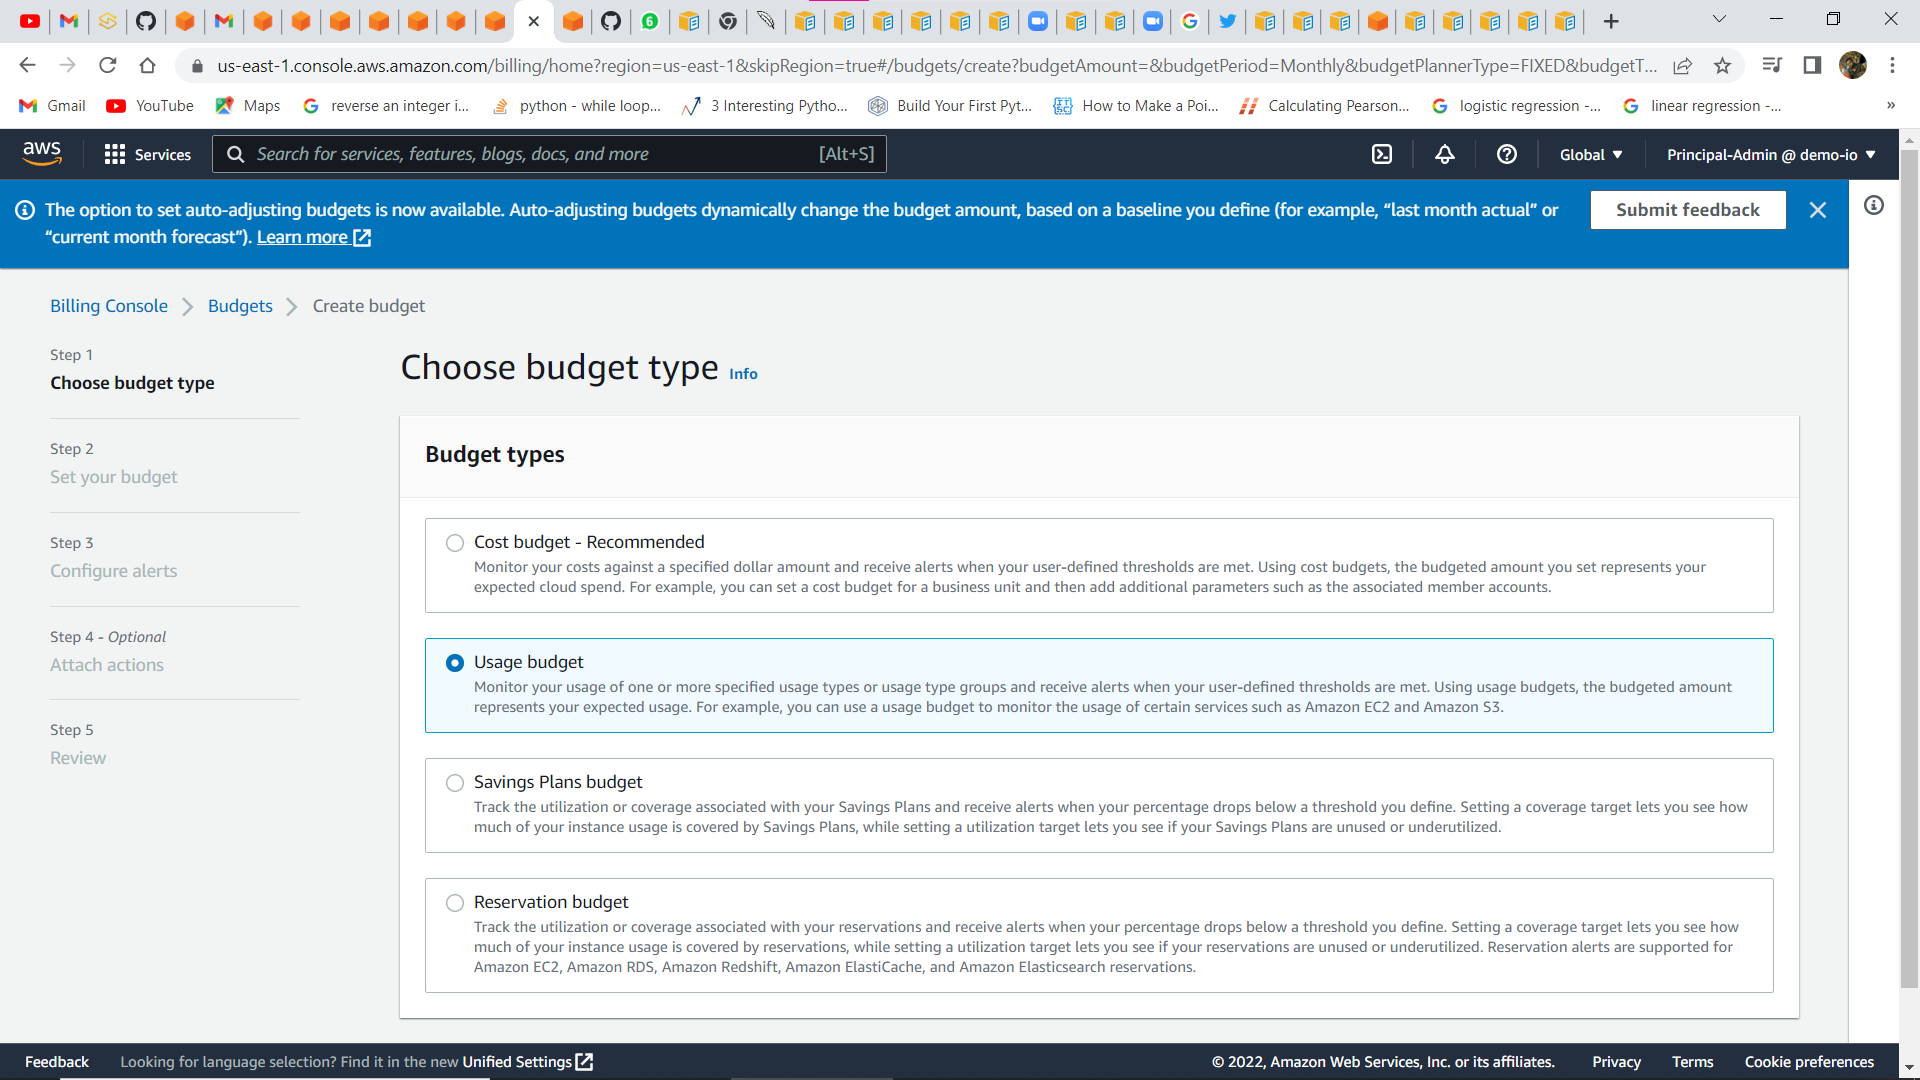 6
us-east-1.console.aws.amazon.com/billing/home?region=us-east-1&skipRegion=true#/budgets/create?budgetAmount=&budgetPeriod=Monthly&budgetPlannerType=FIXED&budgetT...
Gmail YouTube Maps reverse an integer i... python - while loop... 3 Interesting Pytho... Build Your First Pyt... How to Make a Poi... Calculating Pearson... logistic regression -... linear regression -... »
aws Services Search for services, features, blogs, docs, and more [Alt+S] Global ▼ Principal-Admin @ demo-io ▼
The option to set auto-adjusting budgets is now available. Auto-adjusting budgets dynamically change the budget amount, based on a baseline you define (for example, “last month actual” or
“current month forecast”). Learn more
Submit feedback
Billing Console Budgets Create budget
Step 1
Choose budget type
Step 2
Set your budget
Step 3
Configure alerts
Step 4 - Optional
Attach actions
Step 5
Review
Choose budget type Info
Budget types
Cost budget - Recommended
Monitor your costs against a specified dollar amount and receive alerts when your user-defined thresholds are met. Using cost budgets, the budgeted amount you set represents your
expected cloud spend. For example, you can set a cost budget for a business unit and then add additional parameters such as the associated member accounts.
Usage budget
Monitor your usage of one or more specified usage types or usage type groups and receive alerts when your user-defined thresholds are met. Using usage budgets, the budgeted amount
represents your expected usage. For example, you can use a usage budget to monitor the usage of certain services such as Amazon EC2 and Amazon S3.
Savings Plans budget
Track the utilization or coverage associated with your Savings Plans and receive alerts when your percentage drops below a threshold you define. Setting a coverage target lets you see how
much of your instance usage is covered by Savings Plans, while setting a utilization target lets you see if your Savings Plans are unused or underutilized.
Reservation budget
Track the utilization or coverage associated with your reservations and receive alerts when your percentage drops below a threshold you define. Setting a coverage target lets you see how
much of your instance usage is covered by reservations, while setting a utilization target lets you see if your reservations are unused or underutilized. Reservation alerts are supported for
Amazon EC2, Amazon RDS, Amazon Redshift, Amazon ElastiCache, and Amazon Elasticsearch reservations.
Feedback Looking for language selection? Find it in the new Unified Settings © 2022, Amazon Web Services, Inc. or its affiliates. Privacy Terms Cookie preferences